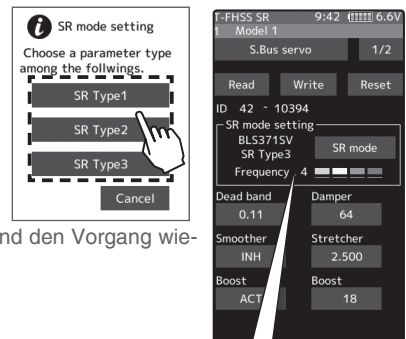 SR mode setting
Choose a parameter type
among the follwings.
SR Type1
SR Type2
SR Type3
Cancel
nd den Vorgang wie-
T-FHSS SR 9:42 6.6V
1 Model 1
S.Bus servo 1/2
Read Write Reset
ID 42 - 10394
SR mode setting
BLS371SV
SR Type3
SR mode
Frequency 4
Dead band Damper
0.11 64
Smoother Stretcher
INH 2.500
Boost Boost
ACT 18